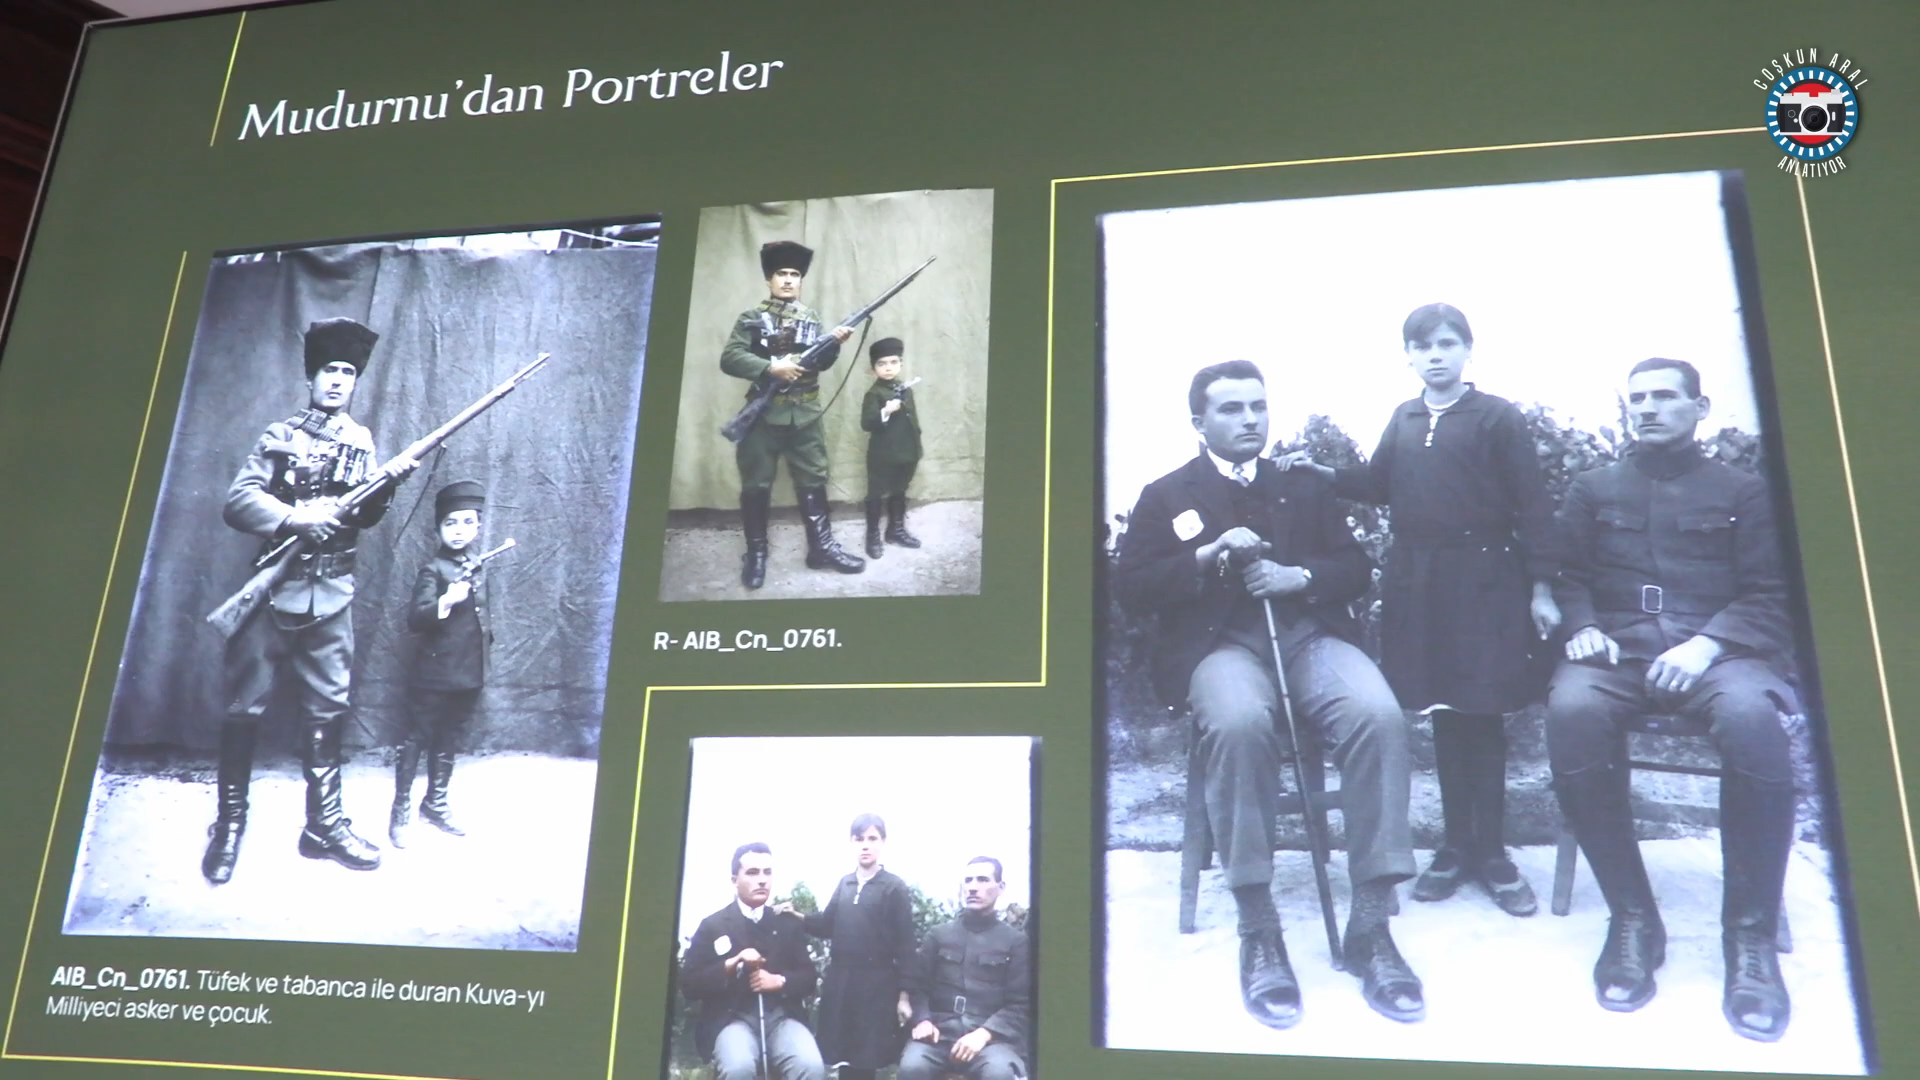 Mudurnu'dan Portreler
COŞKUN ARAL
ANLATIYOR
R- AIB_Cn_0761.
AIB_Cn_0761. Tüfek ve tabanca ile duran Kuva-yı
Milliyeci asker ve çocuk.